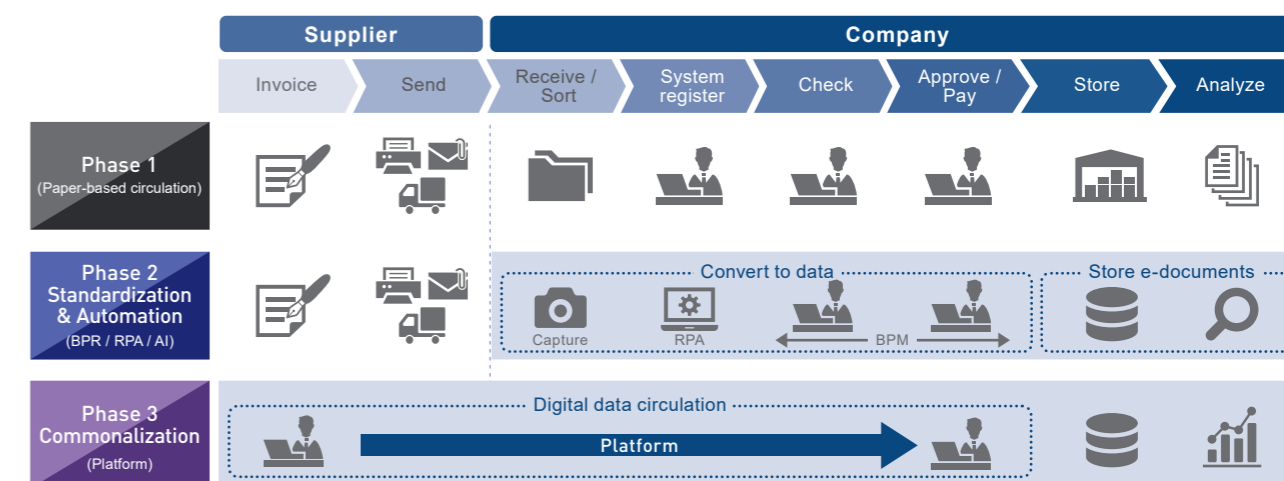 Supplier
Company
Invoice
Send
Receive /
Sort
System
register
Check
Approve /
Pay
Store
Analyze
Phase 1
(Paper-based circulation)
Phase 2
Standardization
& Automation
(BPR / RPA / AI)
Convert to data
Store e-documents
Capture
RPA
BPM
Phase 3
Commonalization
(Platform)
Digital data circulation
Platform